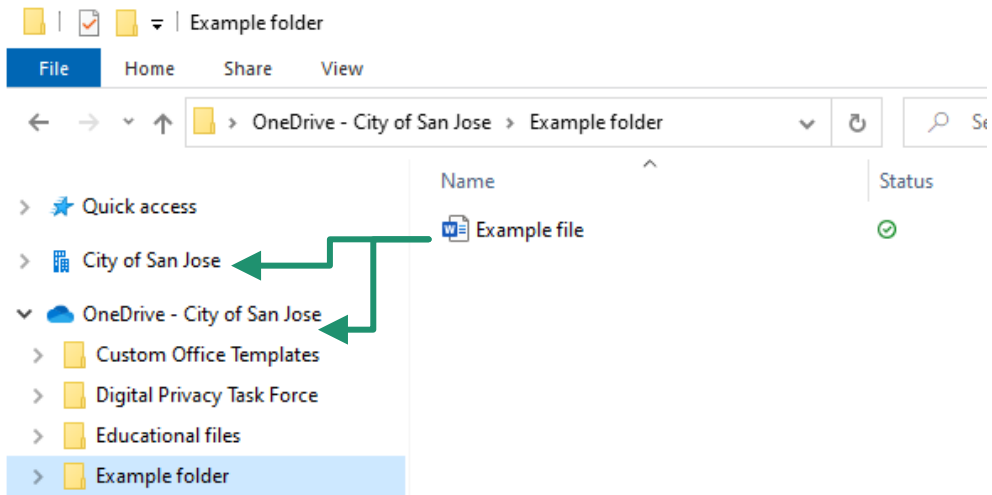 Example folder
File Home Share View
OneDrive - City of San Jose > Example folder
Se
Name Status
Quick access
Example file
City of San Jose
OneDrive - City of San Jose
Custom Office Templates
Digital Privacy Task Force
Educational files
Example folder